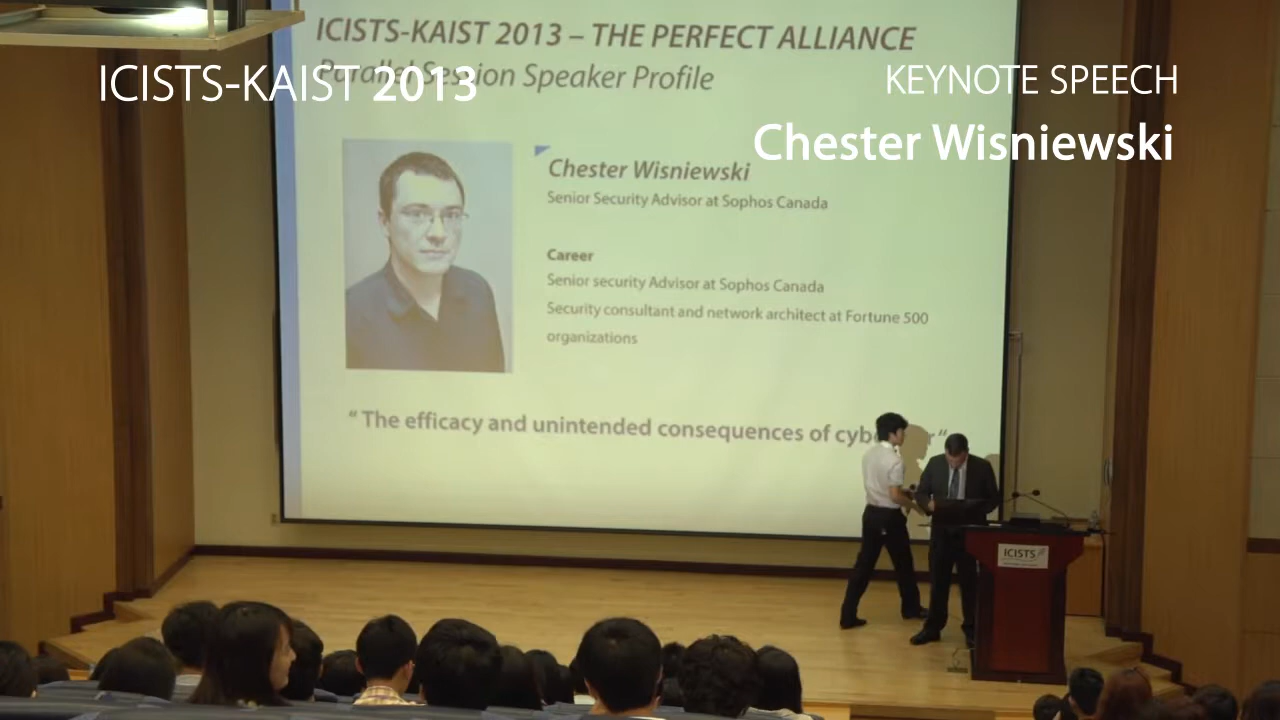 ICISTS-KAIST 2013 – THE PERFECT ALLIANCE
Parallel Session Speaker Profile
ICISTS-KAIST 2013
KEYNOTE SPEECH
Chester Wisniewski
Chester Wisniewski
Senior Security Advisor at Sophos Canada
Career
Senior security Advisor at Sophos Canada
Security consultant and network architect at Fortune 500
organizations
“ The efficacy and unintended consequences of
ICISTS